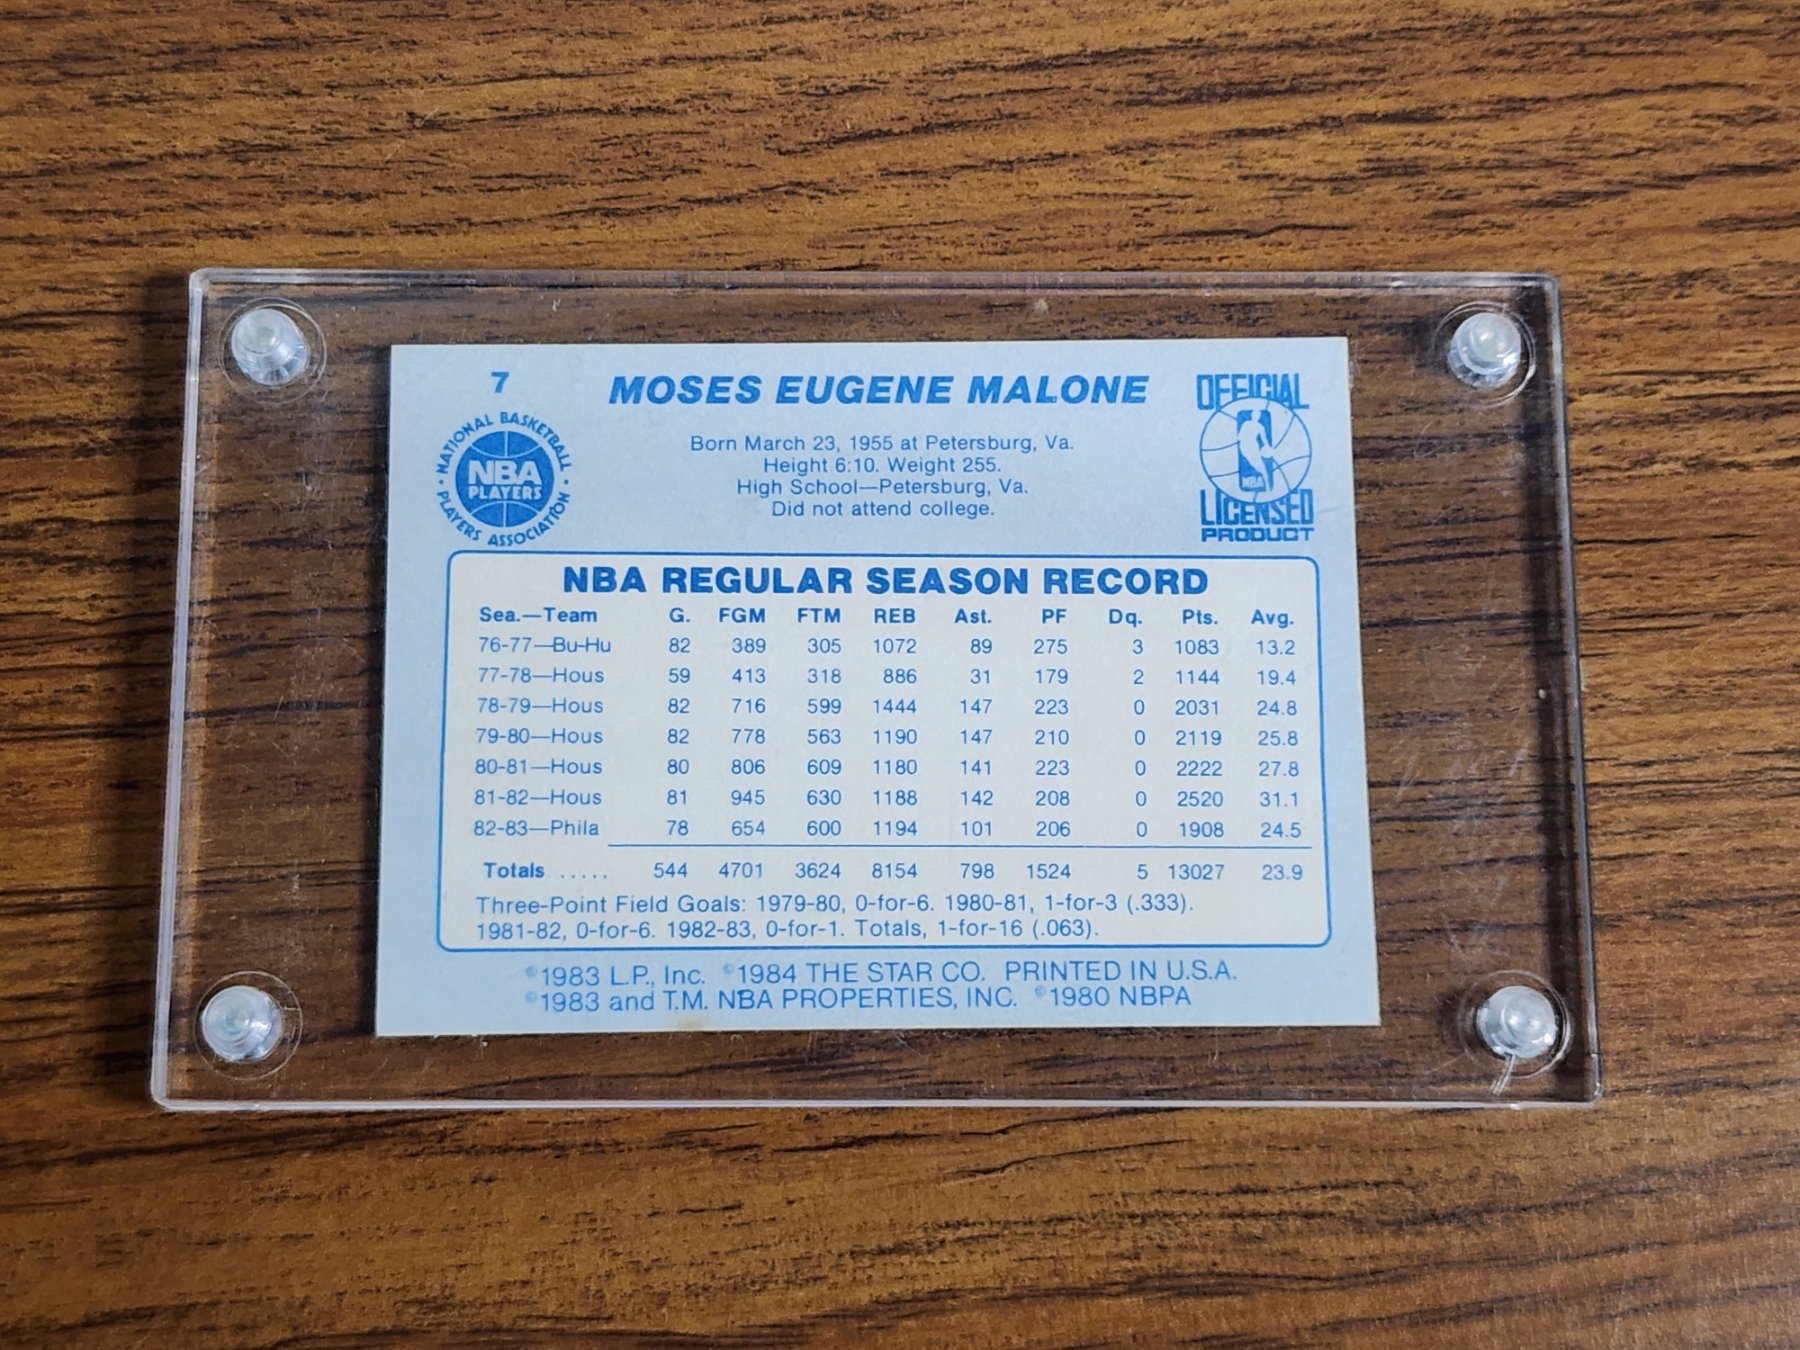 7
MOSES EUGENE MALONE
OFFICIAL
NBA
LICENSED
PRODUCT
NATIONAL BASKETBALL
NBA
PLAYERS
PLAYERS ASSOCIATION
Born March 23, 1955 at Petersburg, Va.
Height 6:10. Weight 255.
High School—Petersburg, Va.
Did not attend college.
NBA REGULAR SEASON RECORD
Sea.—Team G. FGM FTM REB Ast. PF Dq. Pts. Avg.
76-77—Bu-Hu 82 389 305 1072 89 275 3 1083 13.2
77-78—Hous 59 413 318 886 31 179 2 1144 19.4
78-79—Hous 82 716 599 1444 147 223 0 2031 24.8
79-80—Hous 82 778 563 1190 147 210 0 2119 25.8
80-81—Hous 80 806 609 1180 141 223 0 2222 27.8
81-82—Hous 81 945 630 1188 142 208 0 2520 31.1
82-83—Phila 78 654 600 1194 101 206 0 1908 24.5
Totals ..... 544 4701 3624 8154 798 1524 5 13027 23.9
Three-Point Field Goals: 1979-80, 0-for-6. 1980-81, 1-for-3 (.333).
1981-82, 0-for-6. 1982-83, 0-for-1. Totals, 1-for-16 (.063).
©1983 L.P., Inc. ©1984 THE STAR CO. PRINTED IN U.S.A.
©1983 and T.M. NBA PROPERTIES, INC. ©1980 NBPA